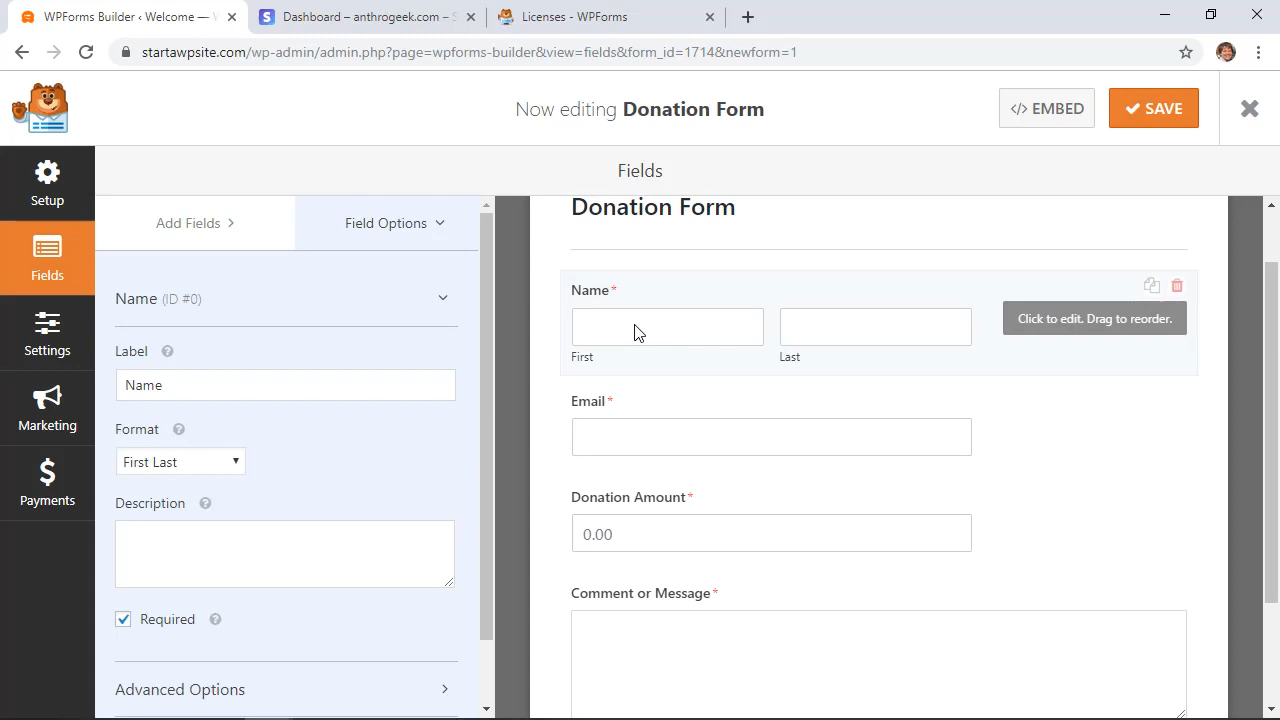 WPForms Builder ‹ Welcome —
Dashboard – anthrogeek.com –
Licenses - WPForms
startawpsite.com/wp-admin/admin.php?page=wpforms-builder&view=fields&form_id=1714&newform=1
Now editing Donation Form
</> EMBED
SAVE
Setup
Fields
Settings
Marketing
Payments
Fields
Add Fields
Field Options
Name (ID #0)
Label
Name
Format
First Last
Description
Required
Advanced Options
Donation Form
Name*
First
Last
Click to edit. Drag to reorder.
Email*
Donation Amount*
0.00
Comment or Message*